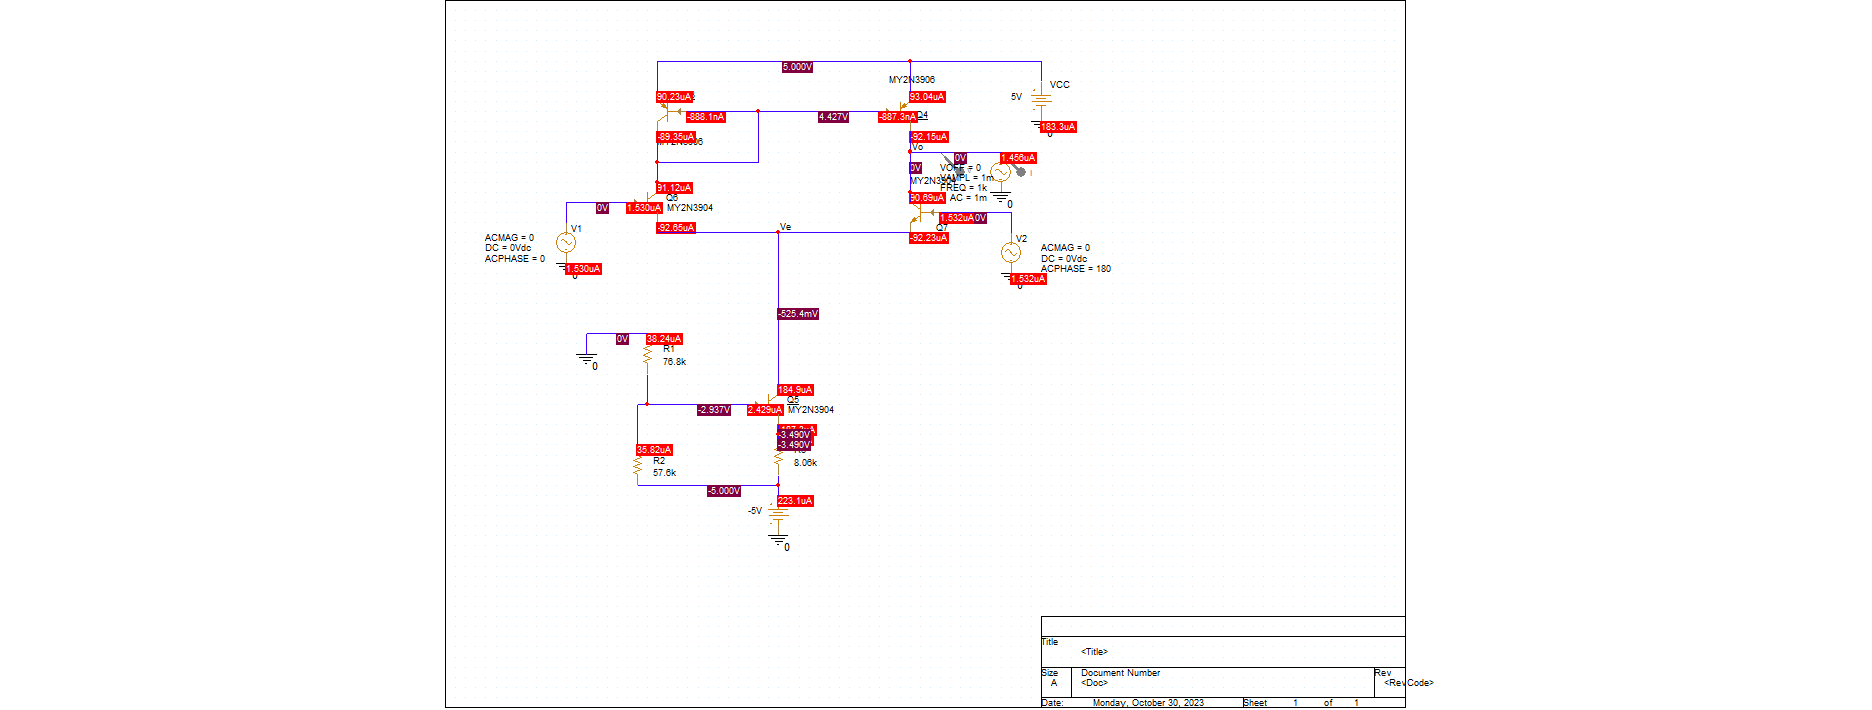 5.000V
MY2N3906
VCC
5V
90.23uA
93.04uA
-888.1nA
4.427V
-887.3nA
Q4
183.3uA
0
-89.35uA
-92.15uA
Vo
0V
1.456uA
0V
VOFF = 0
VAMPL = 1m
FREQ = 1k
AC = 1m
0
91.12uA
Q6
90.69uA
0V
1.530uA
MY2N3904
1.532uA
0V
-92.65uA
Ve
Q7
-92.23uA
V1
ACMAG = 0
DC = 0Vdc
ACPHASE = 0
1.530uA
0
V2
ACMAG = 0
DC = 0Vdc
ACPHASE = 180
1.532uA
0
-525.4mV
0V
38.24uA
R1
76.8k
0
184.9uA
Q5
-2.937V
2.429uA
MY2N3904
-3.490V
-3.490V
35.82uA
R2
57.6k
8.06k
-5.000V
223.1uA
-5V
0
Title
<Title>
Size
A
Document Number
<Doc>
Rev
<RevCode>
Date:
Monday, October 30, 2023
Sheet 1 of 1